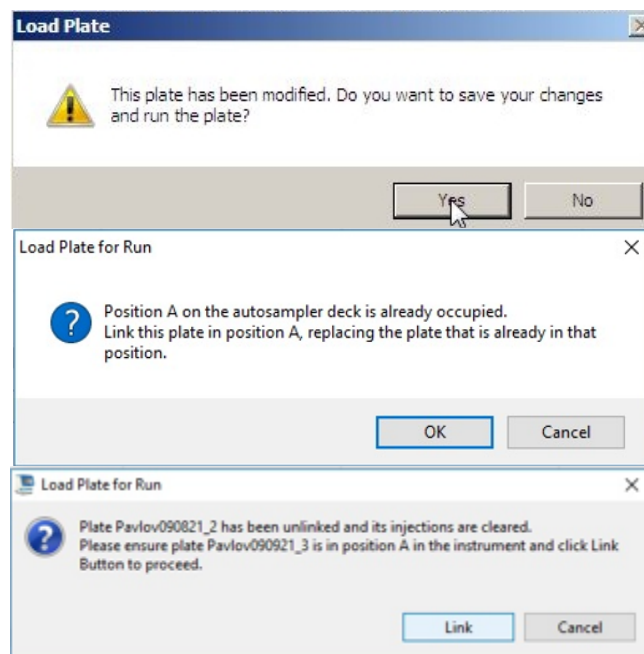 Load Plate
This plate has been modified. Do you want to save your changes
and run the plate?
Yes No
Load Plate for Run
Position A on the autosampler deck is already occupied.
Link this plate in position A, replacing the plate that is already in that
position.
OK Cancel
Load Plate for Run
Plate Pavlov090821_2 has been unlinked and its injections are cleared.
Please ensure plate Pavlov090921_3 is in position A in the instrument and click Link
Button to proceed.
Link Cancel